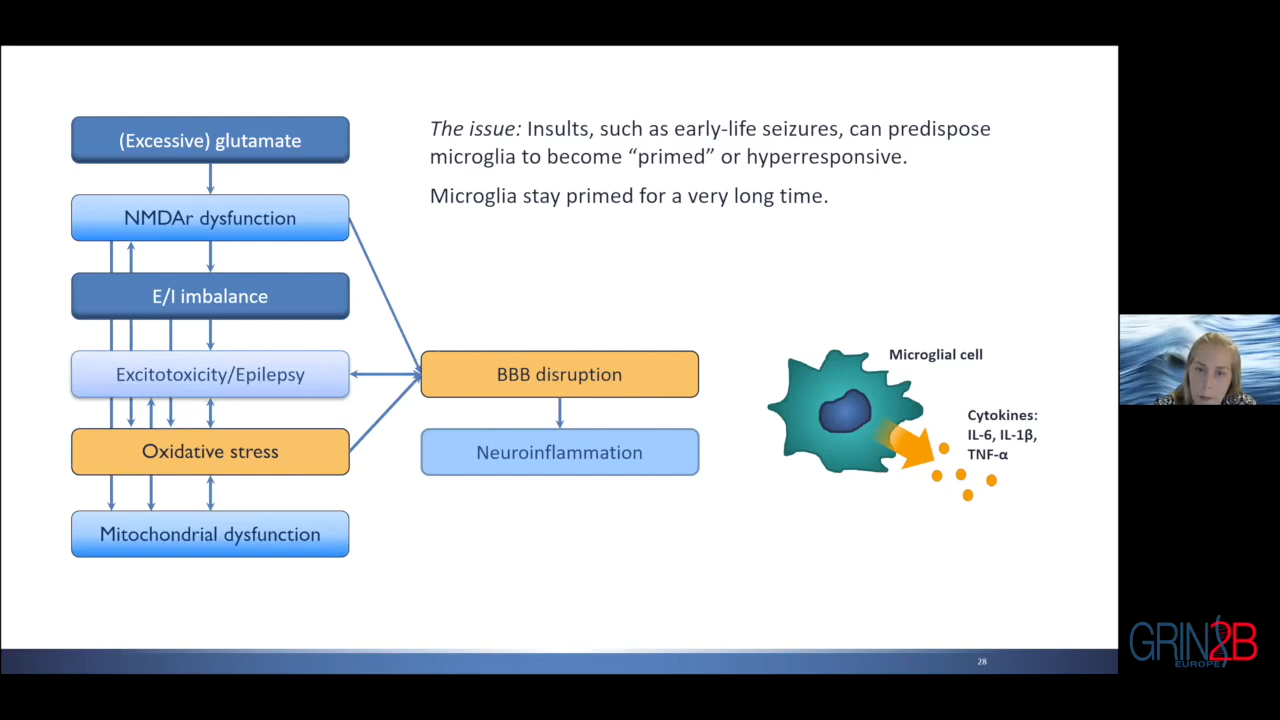 (Excessive) glutamate
NMDAr dysfunction
E/I imbalance
Excitotoxicity/Epilepsy
Oxidative stress
Mitochondrial dysfunction
The issue: Insults, such as early-life seizures, can predispose
microglia to become “primed” or hyperresponsive.
Microglia stay primed for a very long time.
BBB disruption
Neuroinflammation
Microglial cell
Cytokines:
IL-6, IL-1β,
TNF-α
28
GRIN2B
EUROPE